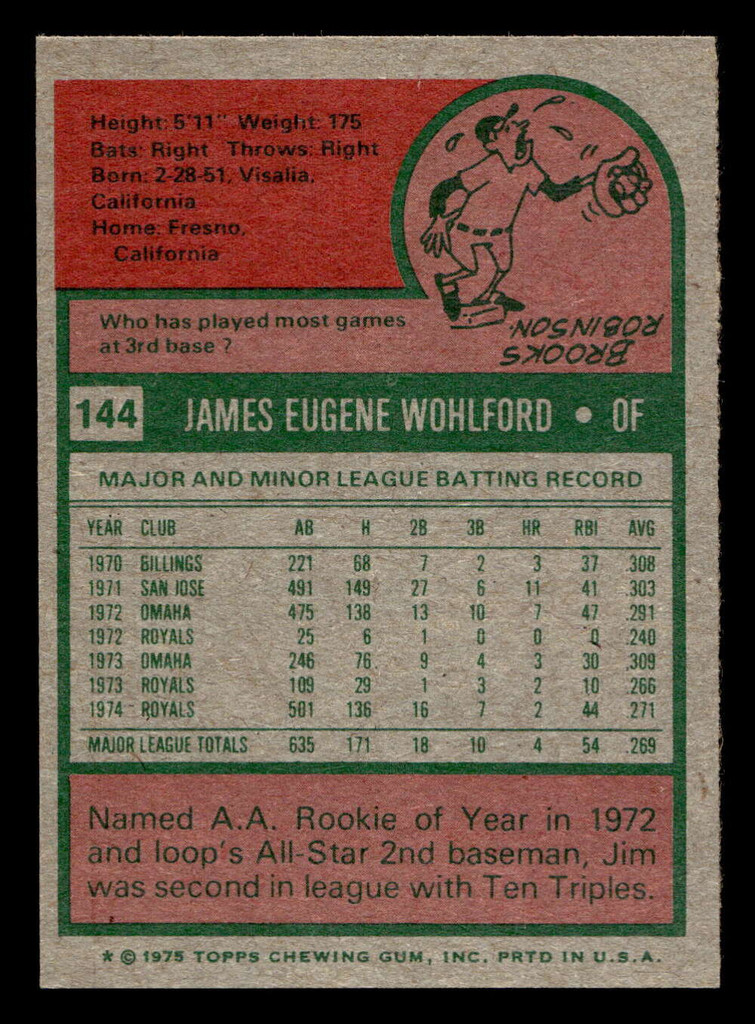 Height: 5'11" Weight: 175
Bats: Right Throws: Right
Born: 2-28-51, Visalia,
California
Home: Fresno,
California
Who has played most games
at 3rd base ?
BROOKS
ROBINSON.
144 JAMES EUGENE WOHLFORD • OF
MAJOR AND MINOR LEAGUE BATTING RECORD
YEAR CLUB AB H 2B 3B HR RBI AVG
1970 BILLINGS 221 68 7 2 3 37 .308
1971 SAN JOSE 491 149 27 6 11 41 .303
1972 OMAHA 475 138 13 10 7 47 .291
1972 ROYALS 25 6 1 0 0 0 .240
1973 OMAHA 246 76 9 4 3 30 .309
1973 ROYALS 109 29 1 3 2 10 .266
1974 ROYALS 501 136 16 7 2 44 .271
MAJOR LEAGUE TOTALS 635 171 18 10 4 54 .269
Named A.A. Rookie of Year in 1972
and loop's All-Star 2nd baseman, Jim
was second in league with Ten Triples.
* © 1975 TOPPS CHEWING GUM, INC. PRTD IN U.S.A.